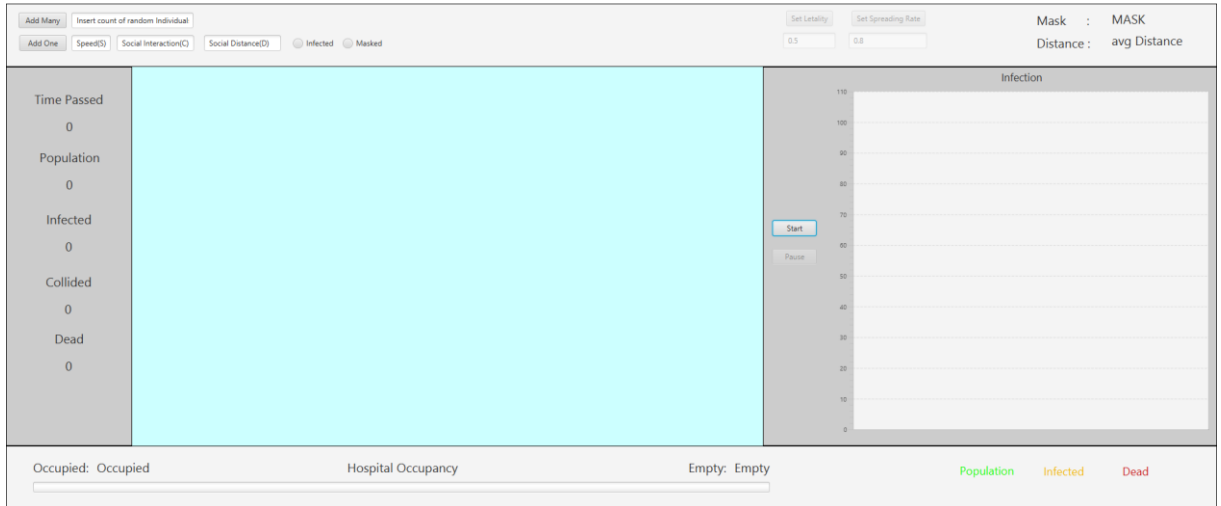 Add Many Insert count of random Individual Set Letality Set Spreading Rate Mask : MASK
Add One Speed(S) Social Interaction(C) Social Distance(D) Infected Masked 0.5 0.8 Distance : avg Distance
Infection
Time Passed
0
Population
0
Infected
0
Collided
0
Dead
0
Start
Pause
110
100
90
80
70
60
50
40
30
20
10
0
Occupied: Occupied Hospital Occupancy Empty: Empty
Population Infected Dead